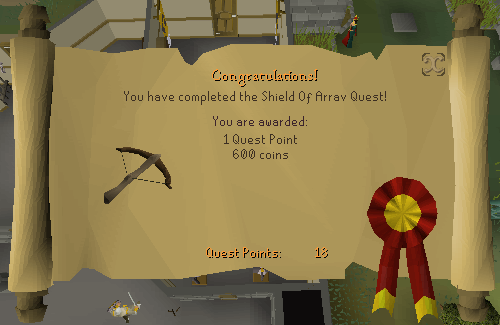 Congratulations!
You have completed the Shield Of Arrav Quest!
You are awarded:
1 Quest Point
600 coins
Quest Points: 18